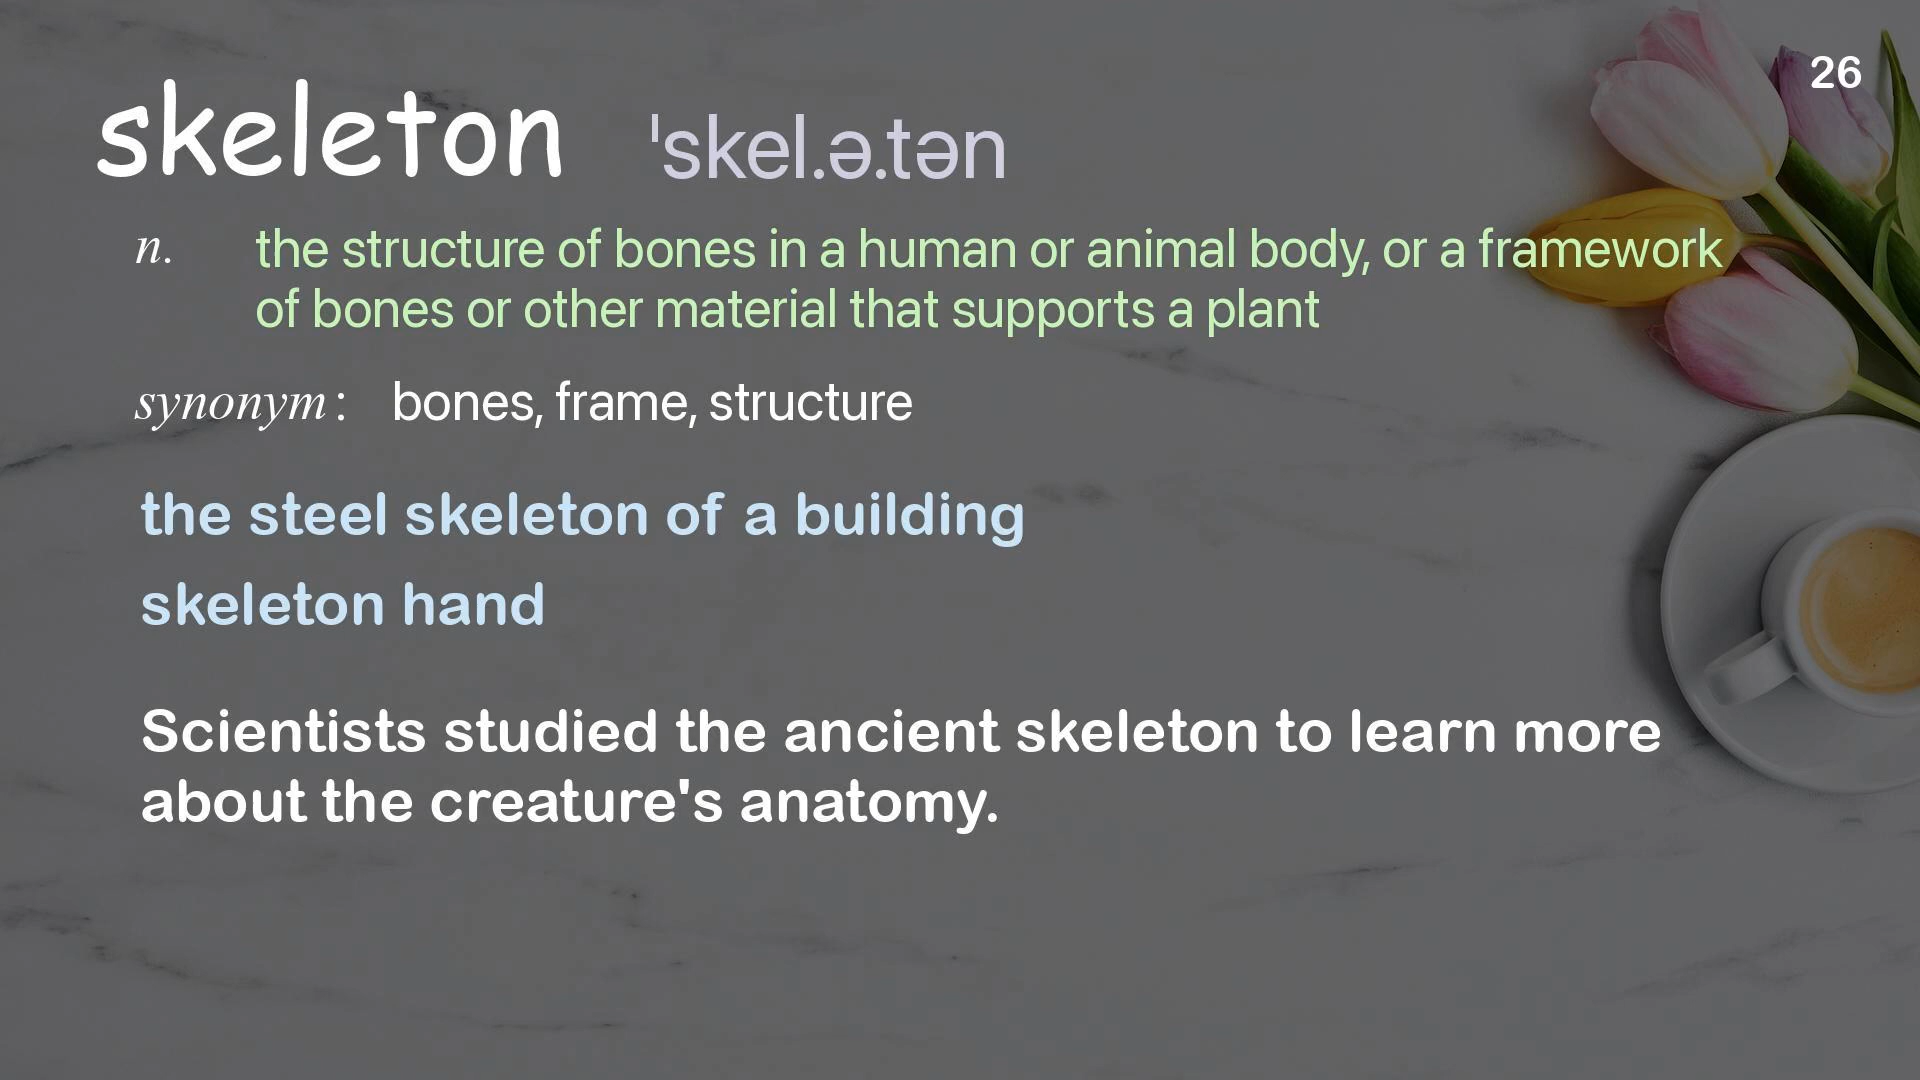 26
skeleton ˈskel.ə.tən
n. the structure of bones in a human or animal body, or a framework
of bones or other material that supports a plant
synonym: bones, frame, structure
the steel skeleton of a building
skeleton hand
Scientists studied the ancient skeleton to learn more
about the creature's anatomy.